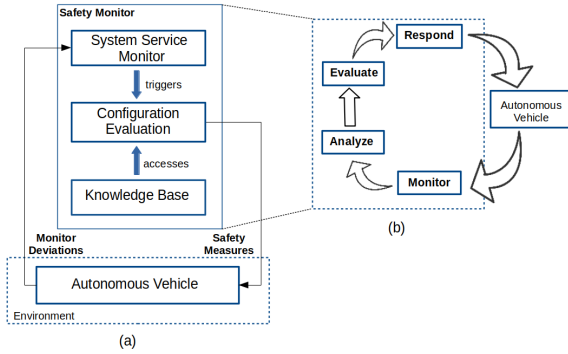 Safety Monitor
System Service
Monitor
triggers
Configuration
Evaluation
accesses
Knowledge Base
Monitor
Deviations
Safety
Measures
Autonomous Vehicle
Environment
(a)
Respond
Evaluate
Autonomous
Vehicle
Analyze
Monitor
(b)